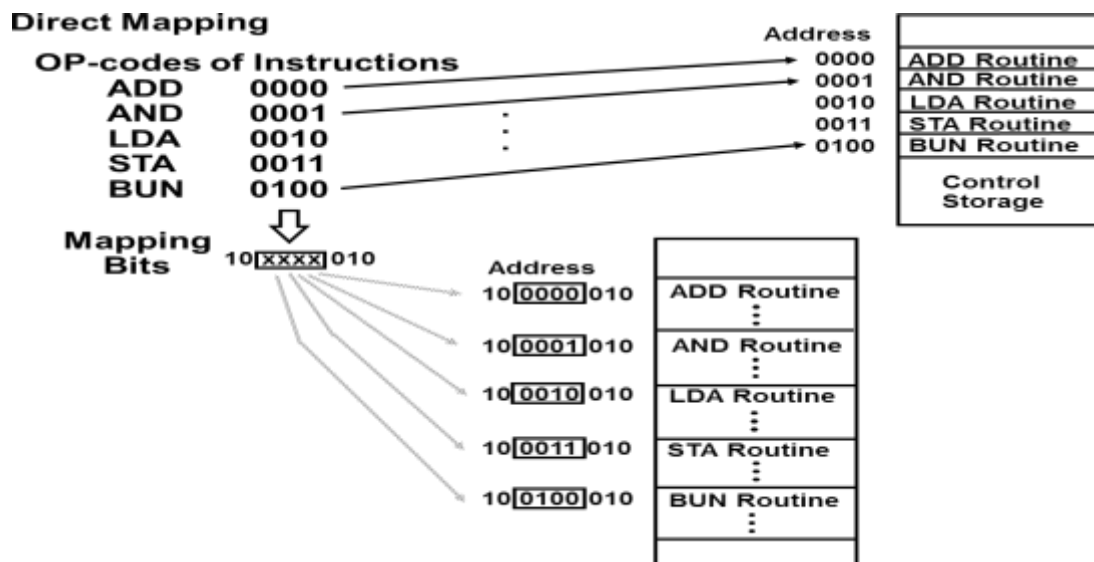 Direct Mapping
OP-codes of Instructions
ADD 0000
AND 0001
LDA 0010
STA 0011
BUN 0100
Address
0000 ADD Routine
0001 AND Routine
0010 LDA Routine
0011 STA Routine
0100 BUN Routine
Control
Storage
Mapping
Bits
10 xxxx 010
Address
10 0000 010 ADD Routine
10 0001 010 AND Routine
10 0010 010 LDA Routine
10 0011 010 STA Routine
10 0100 010 BUN Routine